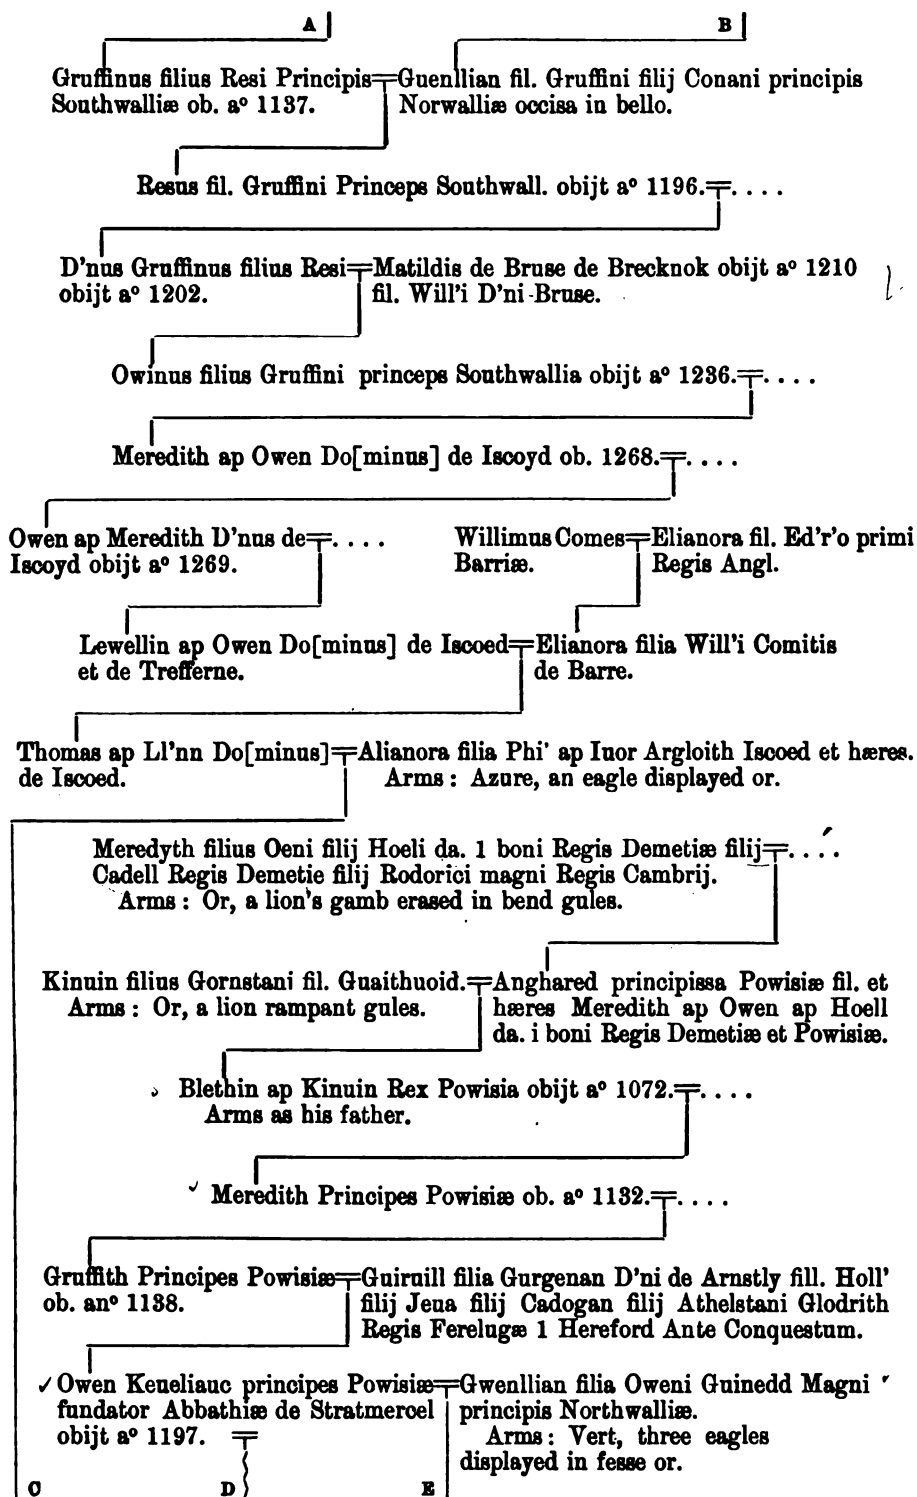 A B
Gruffinus filius Resi Principis Southwalliæ ob. aº 1137.
Guenllian fil. Gruffini filij Conani principis Norwalliæ occisa in bello.
Resus fil. Gruffini Princeps Southwall. obijt aº 1196. . . . .
D'nus Gruffinus filius Resi
obijt aº 1202.
Matildis de Bruse de Brecknok obijt aº 1210
fil. Will'i D'ni Bruse.
Owinus filius Gruffini princeps Southwallia obijt aº 1236. . . . .
Meredith ap Owen Do[minus] de Iscoyd ob. 1268. . . . .
Owen ap Meredith D'nus de . . . .
Iscoyd obijt aº 1269.
Willimus Comes
Barriæ.
Elianora fil. Ed'r'o primi
Regis Angl.
Lewellin ap Owen Do[minus] de Iscoed
et de Trefferne.
Elianora filia Will'i Comitis
de Barre.
Thomas ap Ll'nn Do[minus]
de Iscoed.
Alianora filia Phi' ap Iuor Argloith Iscoed et hæres.
Arms : Azure, an eagle displayed or.
Meredyth filius Oeni filij Hoeli da. 1 boni Regis Demetiæ filij . . . .
Cadell Regis Demetie filij Rodorici magni Regis Cambrij.
Arms : Or, a lion's gamb erased in bend gules.
Kinuin filius Gornstani fil. Guaithuoid.
Arms : Or, a lion rampant gules.
Anghared principissa Powisiæ fil. et
hæres Meredith ap Owen ap Hoell
da. i boni Regis Demetiæ et Powisiæ.
Blethin ap Kinuin Rex Powisia obijt aº 1072. . . . .
Arms as his father.
Meredith Principes Powisiæ ob. aº 1132. . . . .
Gruffith Principes Powisiæ
ob. anº 1138.
Guiruill filia Gurgenan D'ni de Arnstly fill. Holl'
filij Jeua filij Cadogan filij Athelstani Glodrith
Regis Ferelugæ 1 Hereford Ante Conquestum.
Owen Keueliauc principes Powisiæ
fundator Abbathiæ de Stratmercel
obijt aº 1197.
Gwenllian filia Oweni Guinedd Magni
principis Northwalliæ.
Arms : Vert, three eagles
displayed in fesse or.
C D E